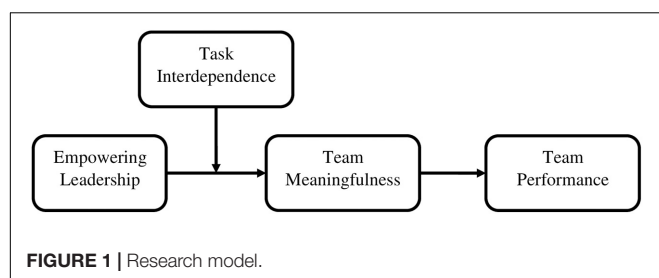 Task
Interdependence
Empowering
Leadership
Team
Meaningfulness
Team
Performance
FIGURE 1 | Research model.